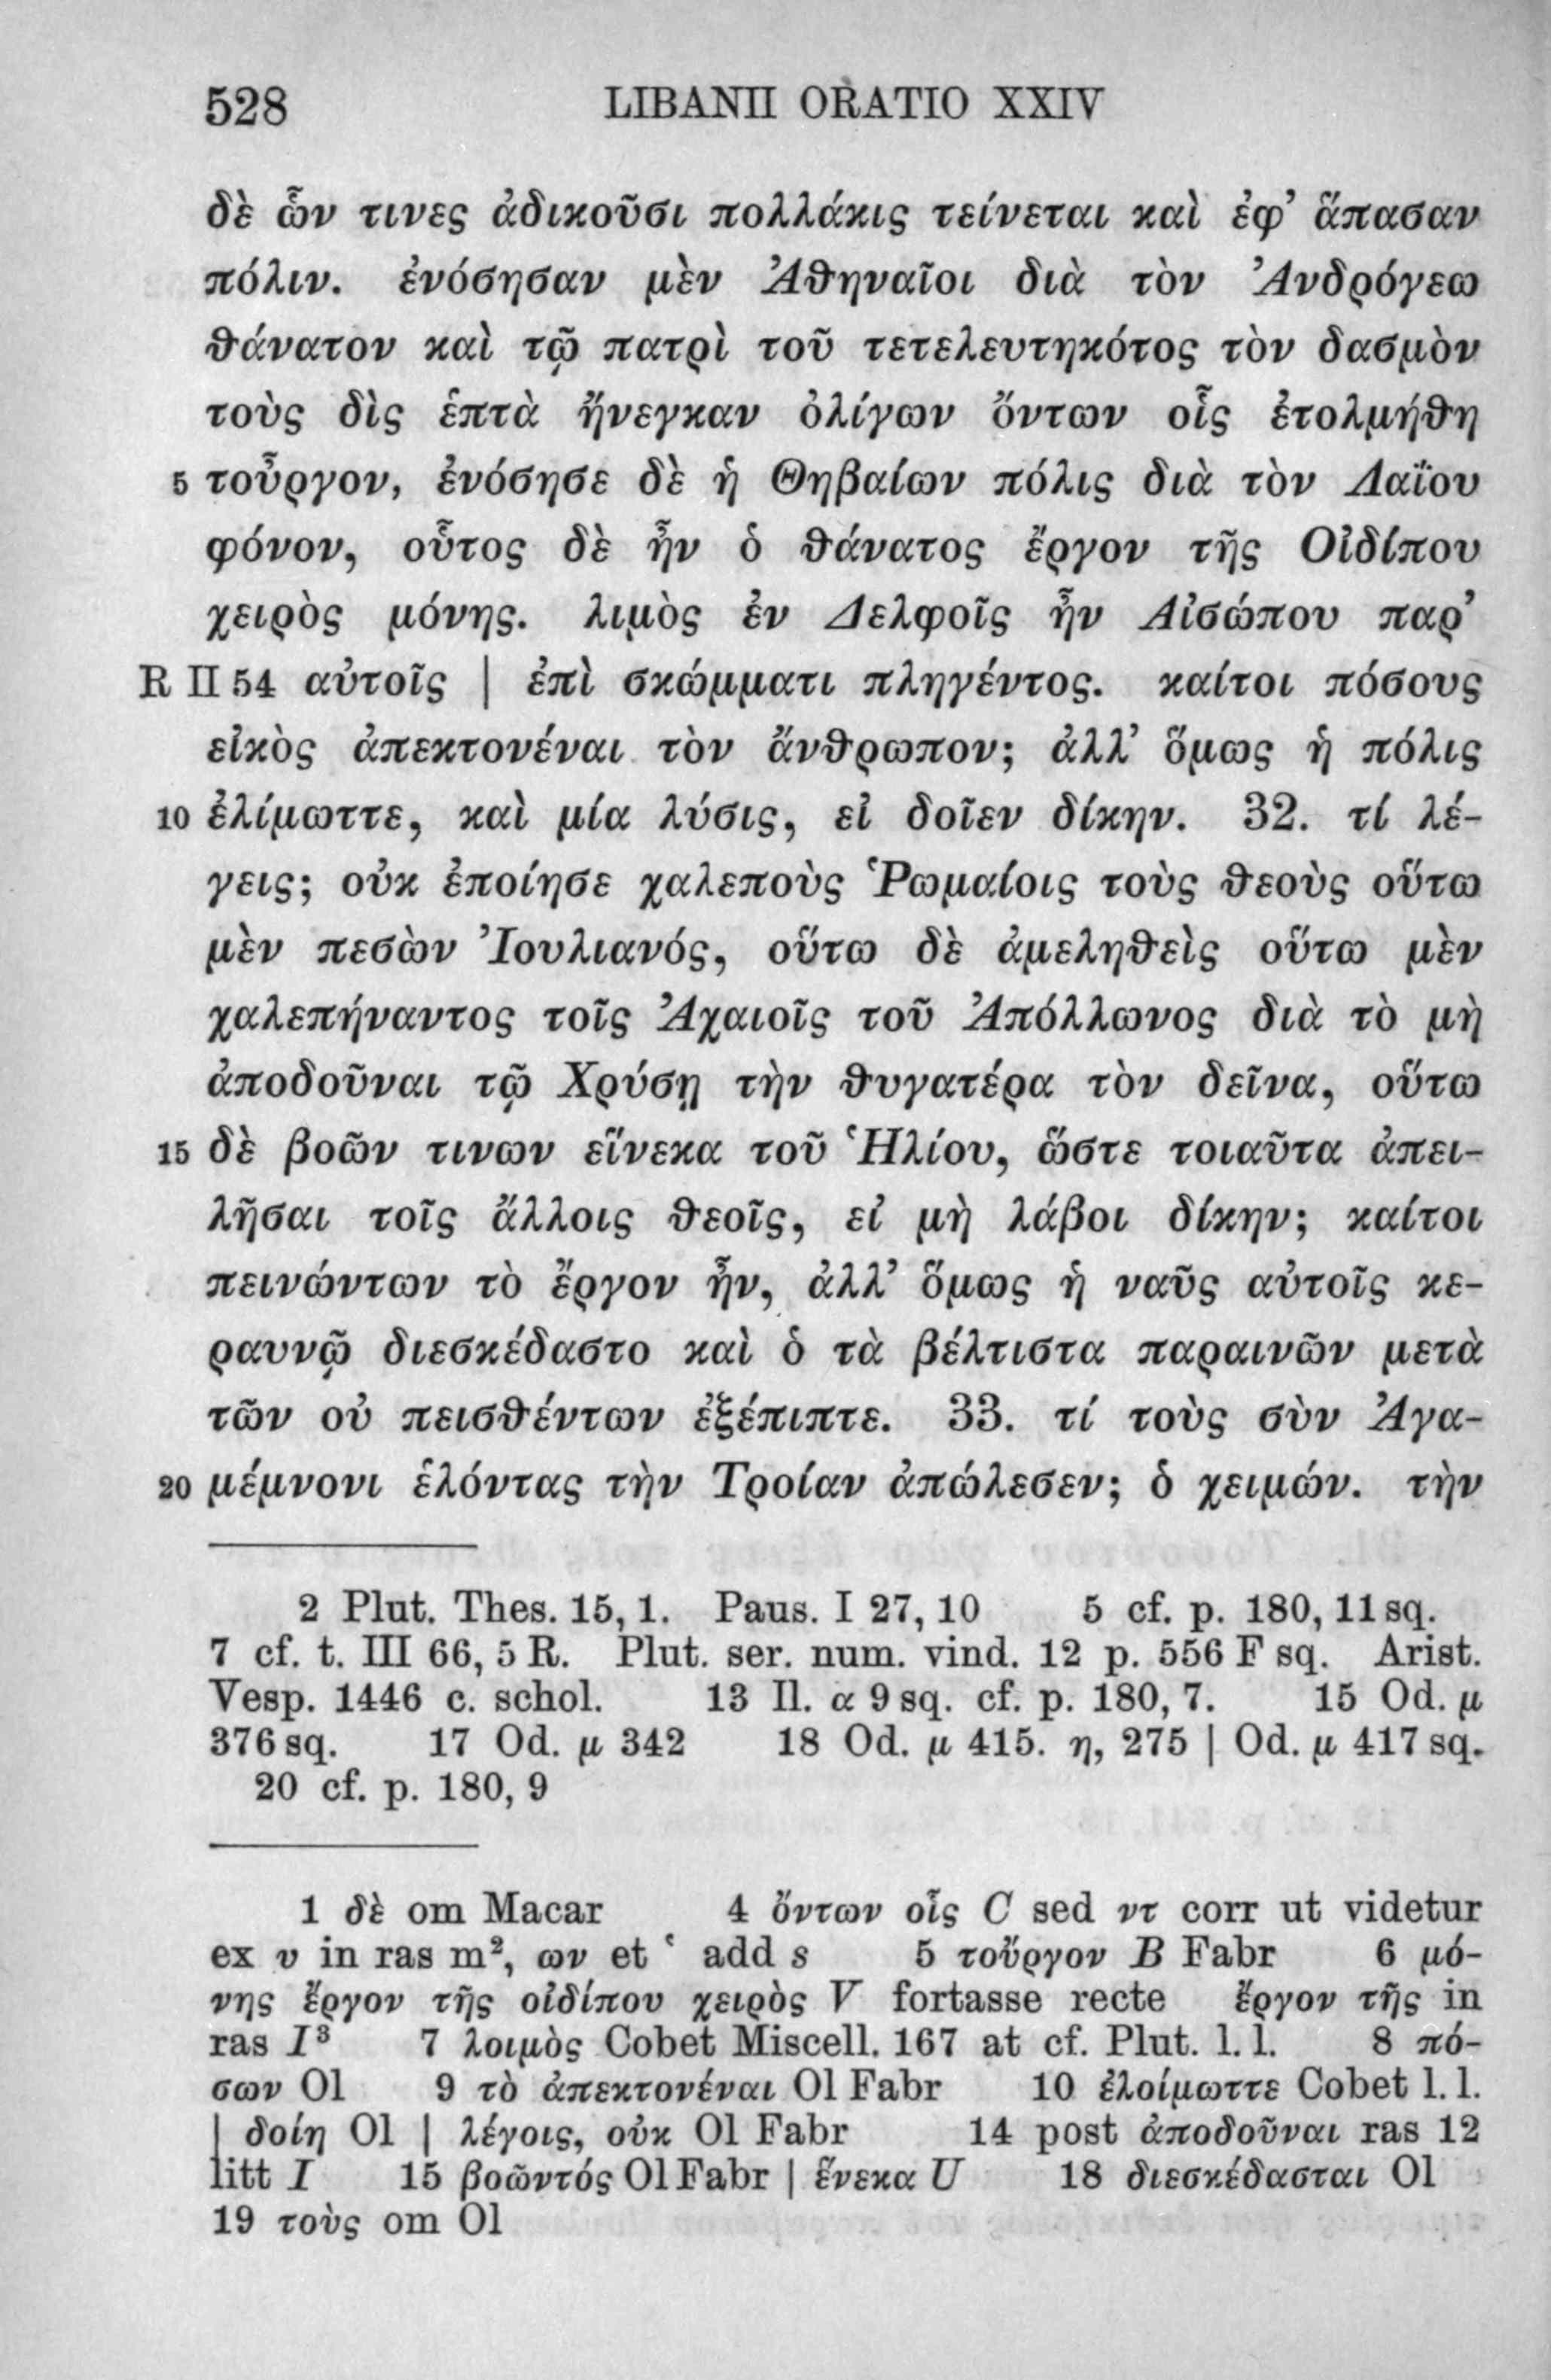 528 LIBANII ORATIO XXIV
δὲ ὧν τινες ἀδικοῦσι πολλάκις τείνεται καὶ ἐφ’ ἅπασαν
πόλιν. ἐνόσησαν μὲν Ἀθηναῖοι διὰ τὸν Ἀνδρόγεω
θάνατον καὶ τῷ πατρὶ τοῦ τετελευτηκότος τὸν δασμὸν
τοὺς δὶς ἑπτὰ ἤνεγκαν ὀλίγων ὄντων οἷς ἐτολμήθη
5 τοὖργον, ἐνόσησε δὲ ἡ Θηβαίων πόλις διὰ τὸν Λαΐου
φόνον, οὗτος δὲ ἦν ὁ θάνατος ἔργον τῆς Οἰδίπου
χειρὸς μόνης. λιμὸς ἐν Δελφοῖς ἦν Αἰσώπου παρ’
R II 54 αὐτοῖς | ἐπὶ σκώμματι πληγέντος. καίτοι πόσους
εἰκὸς ἀπεκτονέναι τὸν ἄνθρωπον; ἀλλ’ ὅμως ἡ πόλις
10 ἐλίμωττε, καὶ μία λύσις, εἰ δοῖεν δίκην. 32. τί λέ-
γεις; οὐκ ἐποίησε χαλεποὺς Ῥωμαίοις τοὺς θεοὺς οὕτω
μὲν πεσὼν Ἰουλιανός, οὕτω δὲ ἀμεληθεὶς οὕτω μὲν
χαλεπήναντος τοῖς Ἀχαιοῖς τοῦ Ἀπόλλωνος διὰ τὸ μὴ
ἀποδοῦναι τῷ Χρύσῃ τὴν θυγατέρα τὸν δεῖνα, οὕτω
15 δὲ βοῶν τινων εἵνεκα τοῦ Ἡλίου, ὥστε τοιαῦτα ἀπει-
λῆσαι τοῖς ἄλλοις θεοῖς, εἰ μὴ λάβοι δίκην; καίτοι
πεινώντων τὸ ἔργον ἦν, ἀλλ’ ὅμως ἡ ναῦς αὐτοῖς κε-
ραυνῷ διεσκέδαστο καὶ ὁ τὰ βέλτιστα παραινῶν μετὰ
τῶν οὐ πεισθέντων ἐξέπιπτε. 33. τί τοὺς σὺν Ἀγα-
20 μέμνονι ἑλόντας τὴν Τροίαν ἀπώλεσεν; ὁ χειμών. τὴν
2 Plut. Thes. 15, 1. Paus. I 27, 10 5 cf. p. 180, 11 sq.
7 cf. t. III 66, 5 R. Plut. ser. num. vind. 12 p. 556 F sq. Arist.
Vesp. 1446 c. schol. 13 Il. α 9 sq. cf. p. 180, 7. 15 Od. μ
376 sq. 17 Od. μ 342 18 Od. μ 415. η, 275 | Od. μ 417 sq.
20 cf. p. 180, 9
1 δὲ om Macar 4 ὄντων οἷς C sed ντ corr ut videtur
ex υ in ras m², ων et ʽ add s 5 τοὔργον B Fabr 6 μό-
νης ἔργον τῆς οἰδίπου χειρὸς V fortasse recte ἔργον τῆς in
ras I³ 7 λοιμὸς Cobet Miscell. 167 at cf. Plut. l. l. 8 πό-
σων Ol 9 τὸ ἀπεκτονέναι Ol Fabr 10 ἐλοίμωττε Cobet l. l.
| δοίη Ol | λέγοις, οὐκ Ol Fabr 14 post ἀποδοῦναι ras 12
litt I 15 βοῶντός Ol Fabr | ἕνεκα U 18 διεσκέδασται Ol
19 τοὺς om Ol